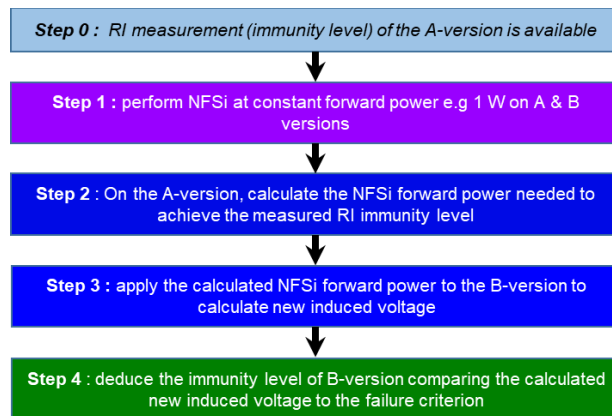 Step 0 : RI measurement (immunity level) of the A-version is available
Step 1 : perform NFSi at constant forward power e.g 1 W on A & B
versions
Step 2 : On the A-version, calculate the NFSi forward power needed to
achieve the measured RI immunity level
Step 3 : apply the calculated NFSi forward power to the B-version to
calculate new induced voltage
Step 4 : deduce the immunity level of B-version comparing the calculated
new induced voltage to the failure criterion